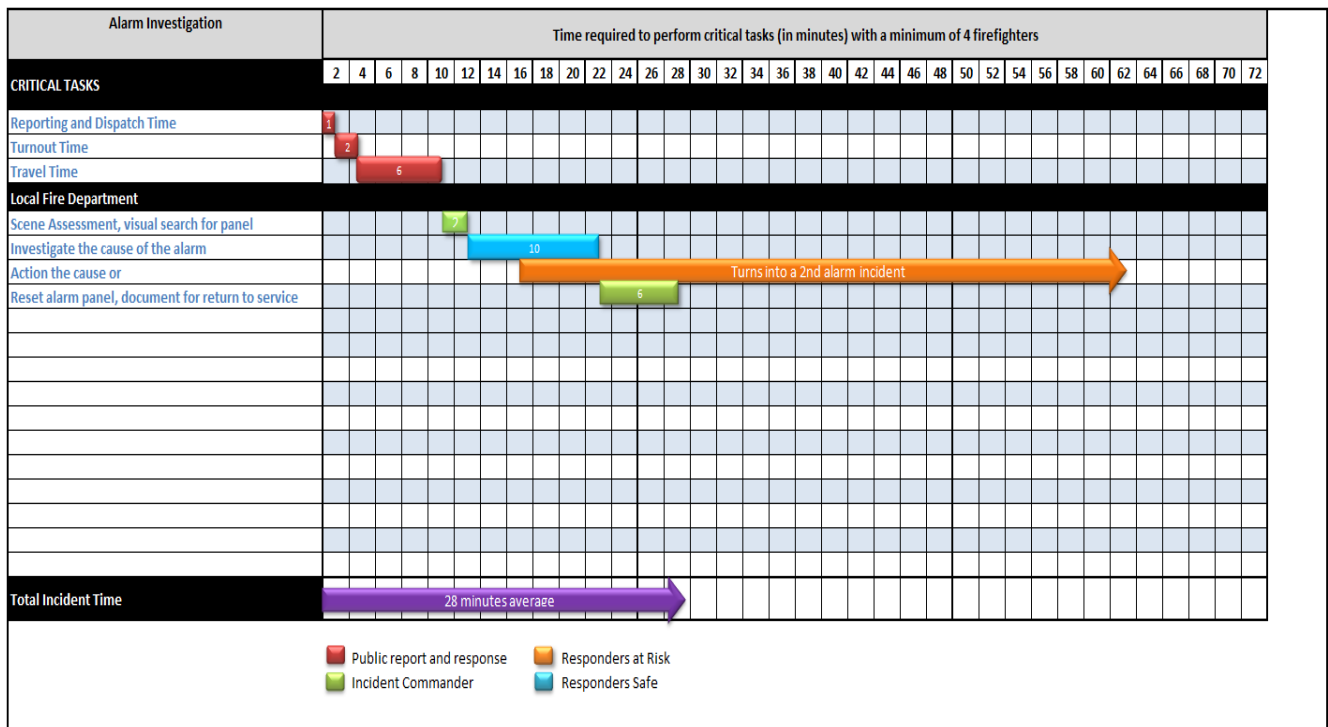 Alarm Investigation
Time required to perform critical tasks (in minutes) with a minimum of 4 firefighters
CRITICAL TASKS
2 4 6 8 10 12 14 16 18 20 22 24 26 28 30 32 34 36 38 40 42 44 46 48 50 52 54 56 58 60 62 64 66 68 70 72
Reporting and Dispatch Time
1
Turnout Time
2
Travel Time
6
Local Fire Department
Scene Assessment, visual search for panel
2
Investigate the cause of the alarm
10
Action the cause or
Turns into a 2nd alarm incident
Reset alarm panel, document for return to service
6
Total Incident Time
28 minutes average
Public report and response
Responders at Risk
Incident Commander
Responders Safe